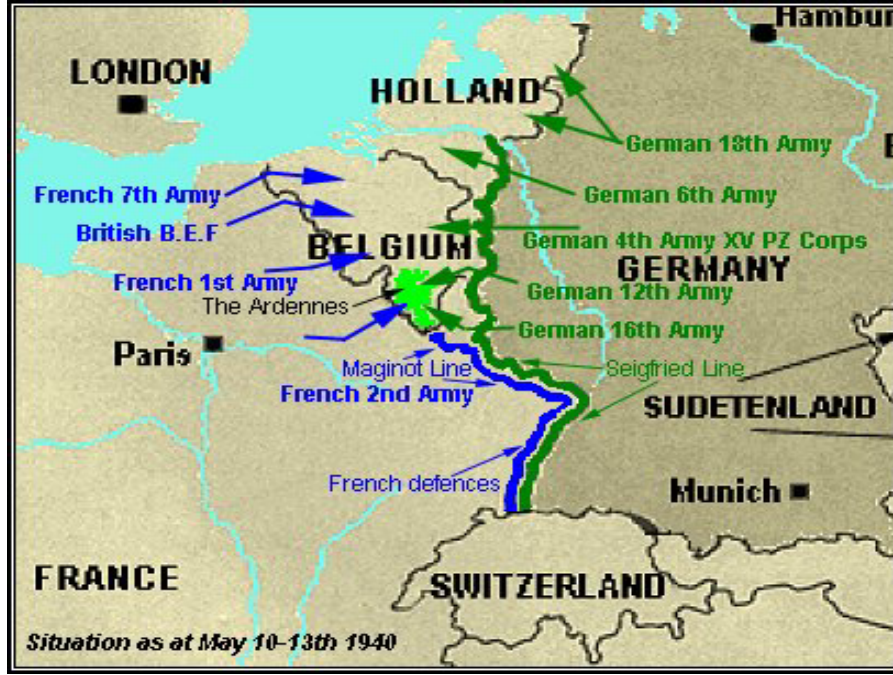 Hambur
LONDON
HOLLAND
German 18th Army
French 7th Army
German 6th Army
British B.E.F
BELGIUM
German 4th Army XV PZ Corps
GERMANY
French 1st Army
The Ardennes
German 12th Army
German 16th Army
Paris
Maginot Line
Seigfried Line
French 2nd Army
SUDETENLAND
French defences
Munich
FRANCE
SWITZERLAND
Situation as at May 10-13th 1940